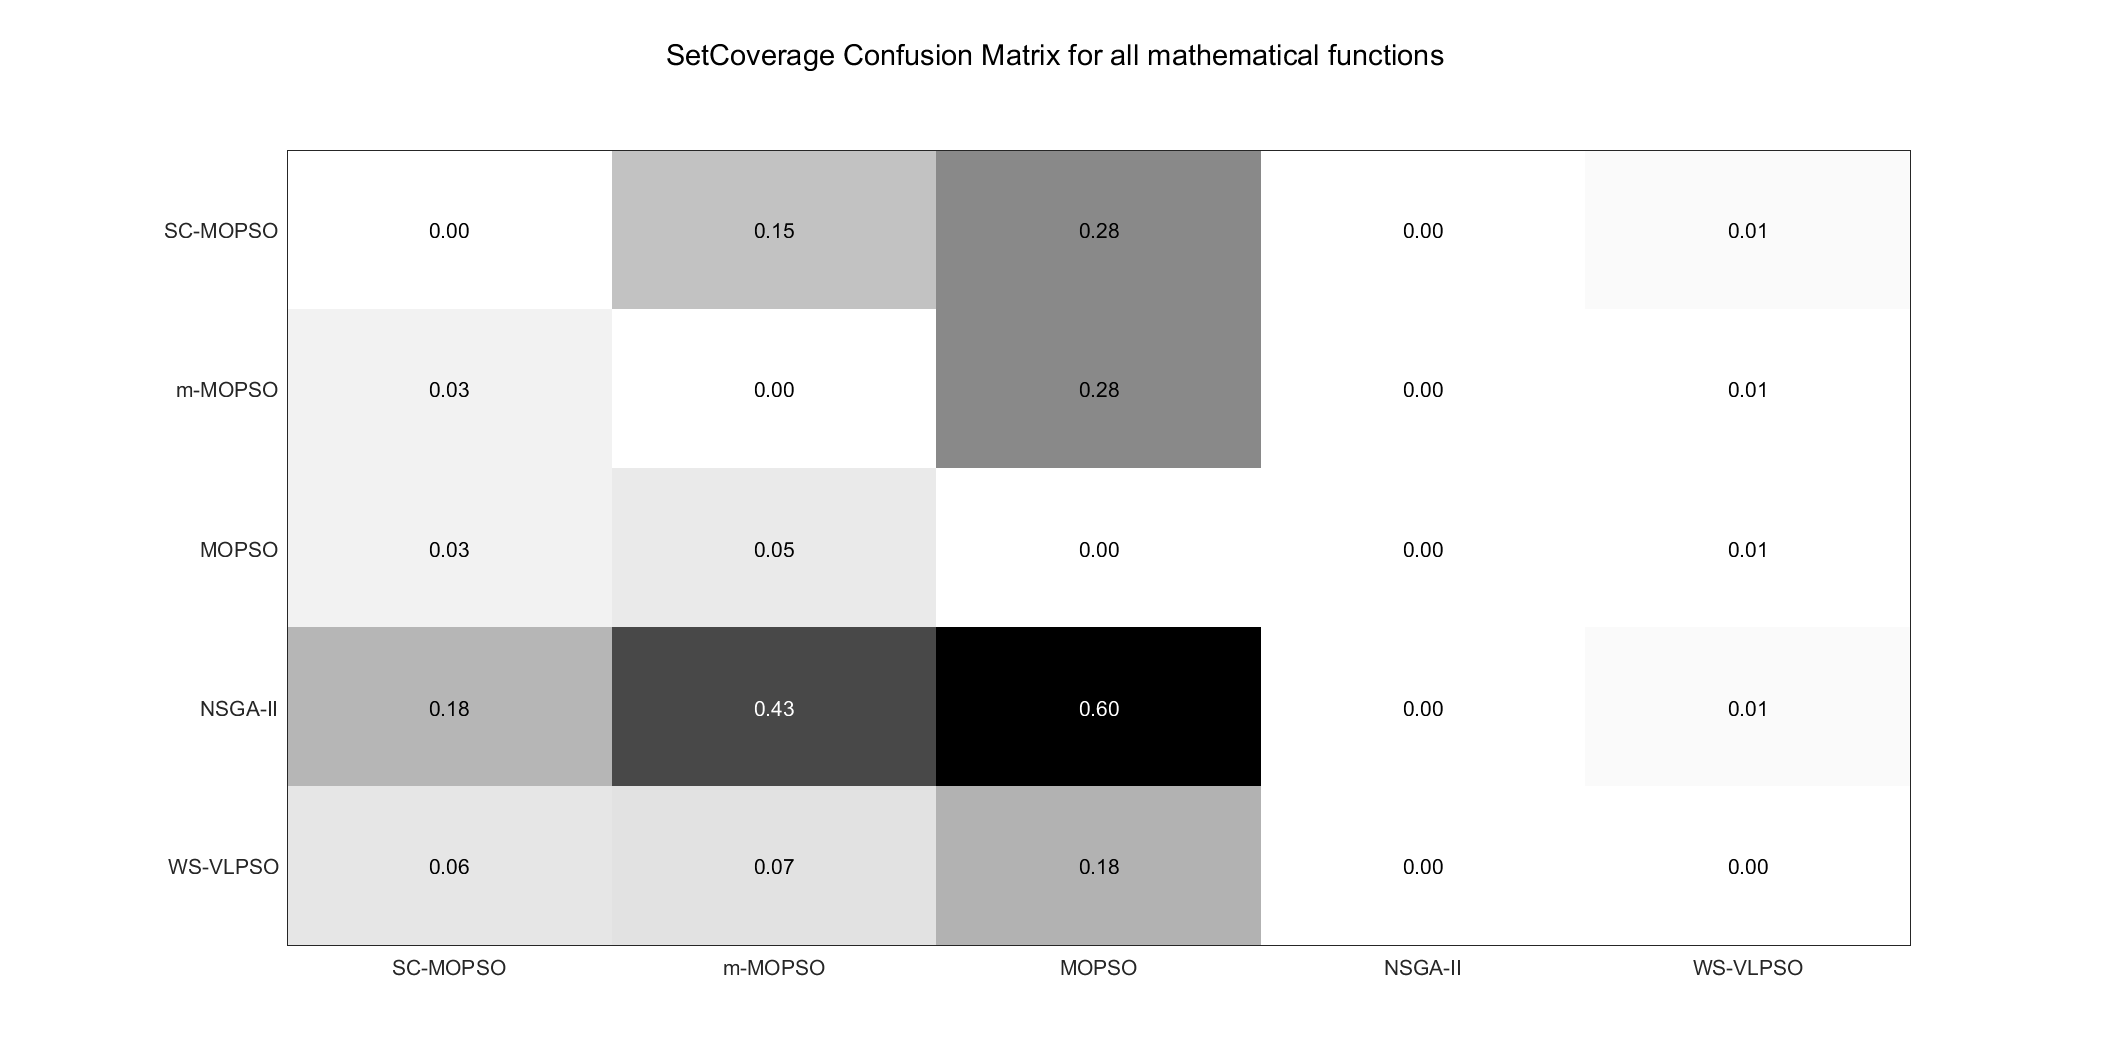 SetCoverage Confusion Matrix for all mathematical functions
SC-MOPSO 0.00 0.15 0.28 0.00 0.01
m-MOPSO 0.03 0.00 0.28 0.00 0.01
MOPSO 0.03 0.05 0.00 0.00 0.01
NSGA-II 0.18 0.43 0.60 0.00 0.01
WS-VLPSO 0.06 0.07 0.18 0.00 0.00
SC-MOPSO m-MOPSO MOPSO NSGA-II WS-VLPSO